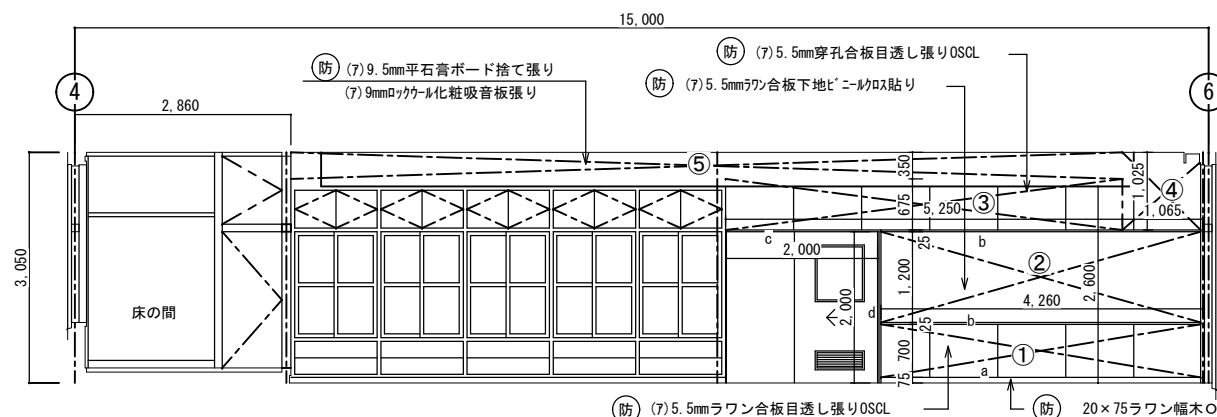 15,000
防 (ｱ)5.5mm穿孔合板目透し張りOSCL
防 (ｱ)9.5mm平石膏ボード捨て張り
(ｱ)9mmﾛｯｸｳｰﾙ化粧吸音板張り
防 (ｱ)5.5mmﾗﾜﾝ合板下地ﾋﾞﾆｰﾙｸﾛｽ貼り
4
6
2,860
⑤
350
1,025
④
675
5,250
③
1,065
c
25
b
2,000
3,050
②
1,200
2,600
床の間
2,000
d
4,260
25
b
700
①
75
a
防 (ｱ)5.5mmラワン合板目透し張りOSCL
防 20×75ラワン幅木O